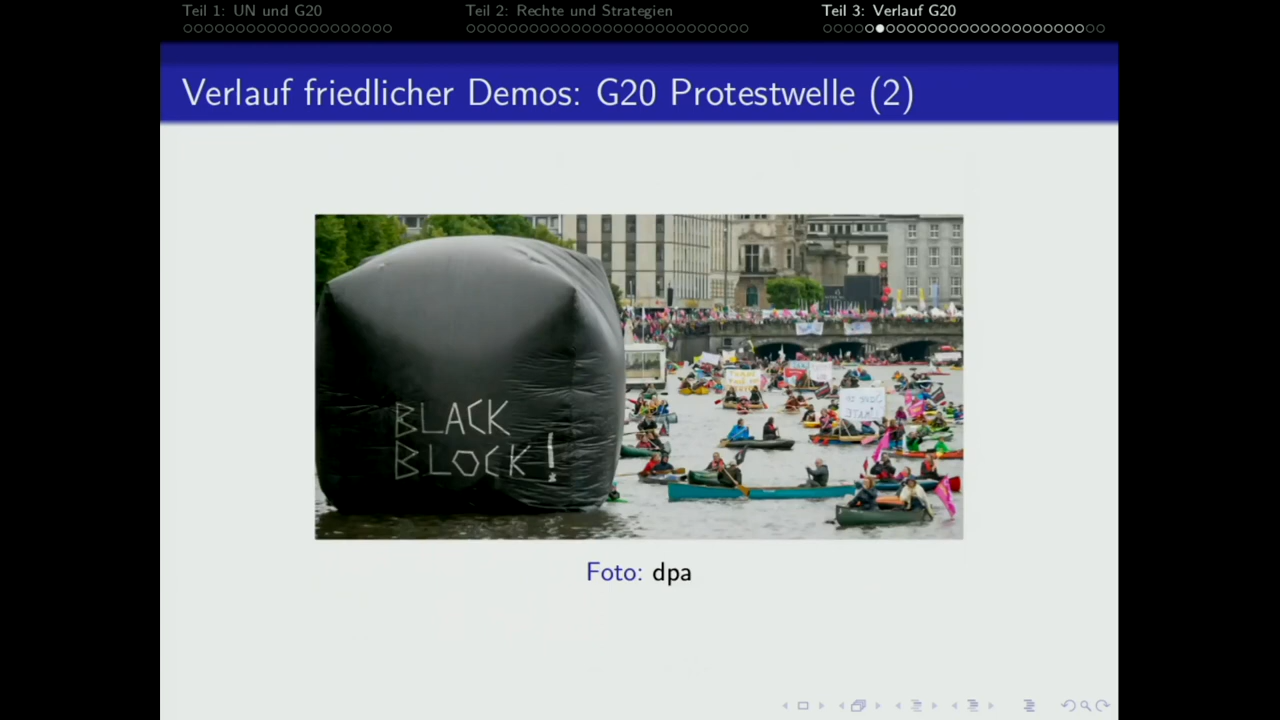 Teil 1: UN und G20
Teil 2: Rechte und Strategien
Teil 3: Verlauf G20
Verlauf friedlicher Demos: G20 Protestwelle (2)
BLACK
BLOCK!
Foto: dpa